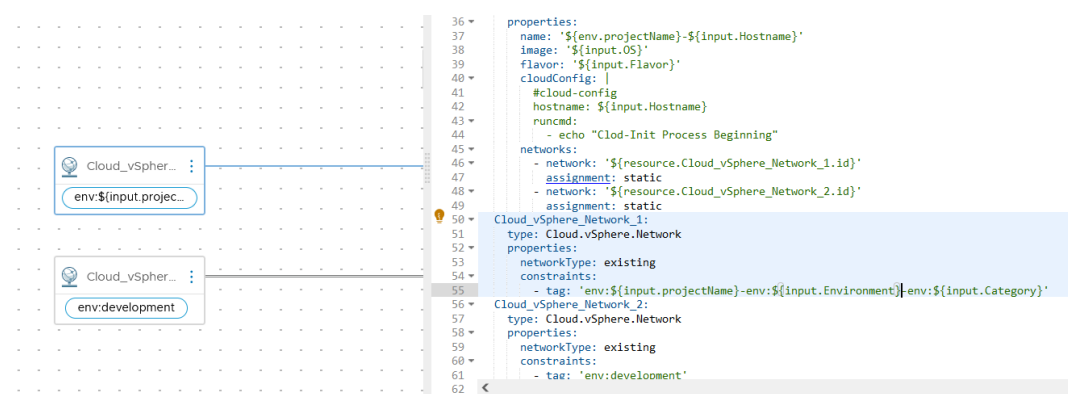 Cloud_vSpher...
env:${input.projec...
Cloud_vSpher...
env:development
36 properties:
37 name: '${env.projectName}-${input.Hostname}'
38 image: '${input.OS}'
39 flavor: '${input.Flavor}'
40 cloudConfig: |
41 #cloud-config
42 hostname: ${input.Hostname}
43 runcmd:
44 - echo "Clod-Init Process Beginning"
45 networks:
46 - network: '${resource.Cloud_vSphere_Network_1.id}'
47 assignment: static
48 - network: '${resource.Cloud_vSphere_Network_2.id}'
49 assignment: static
50 Cloud_vSphere_Network_1:
51 type: Cloud.vSphere.Network
52 properties:
53 networkType: existing
54 constraints:
55 - tag: 'env:${input.projectName}-env:${input.Environment}-env:${input.Category}'
56 Cloud_vSphere_Network_2:
57 type: Cloud.vSphere.Network
58 properties:
59 networkType: existing
60 constraints:
61 - tag: 'env:development'
62